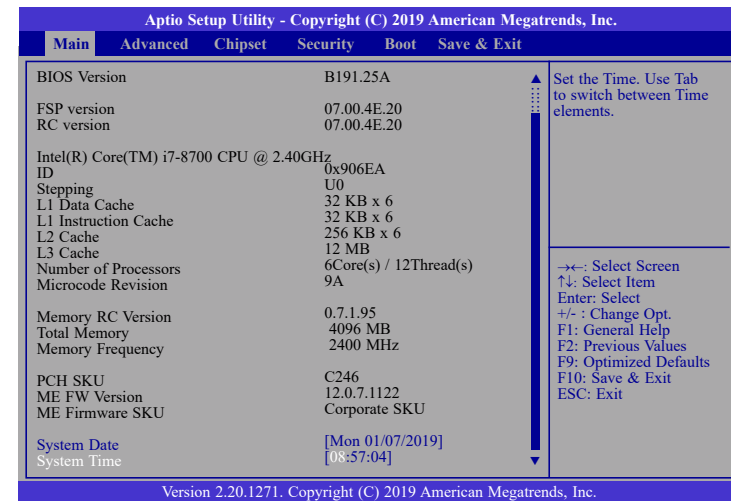 Aptio Setup Utility - Copyright (C) 2019 American Megatrends, Inc.
Main Advanced Chipset Security Boot Save & Exit
BIOS Version B191.25A
FSP version 07.00.4E.20
RC version 07.00.4E.20
Intel(R) Core(TM) i7-8700 CPU @ 2.40GHz
ID 0x906EA
Stepping U0
L1 Data Cache 32 KB x 6
L1 Instruction Cache 32 KB x 6
L2 Cache 256 KB x 6
L3 Cache 12 MB
Number of Processors 6Core(s) / 12Thread(s)
Microcode Revision 9A
Memory RC Version 0.7.1.95
Total Memory 4096 MB
Memory Frequency 2400 MHz
PCH SKU C246
ME FW Version 12.0.7.1122
ME Firmware SKU Corporate SKU
System Date [Mon 01/07/2019]
System Time [08:57:04]
Set the Time. Use Tab
to switch between Time
elements.
→←: Select Screen
↑↓: Select Item
Enter: Select
+/- : Change Opt.
F1: General Help
F2: Previous Values
F9: Optimized Defaults
F10: Save & Exit
ESC: Exit
Version 2.20.1271. Copyright (C) 2019 American Megatrends, Inc.